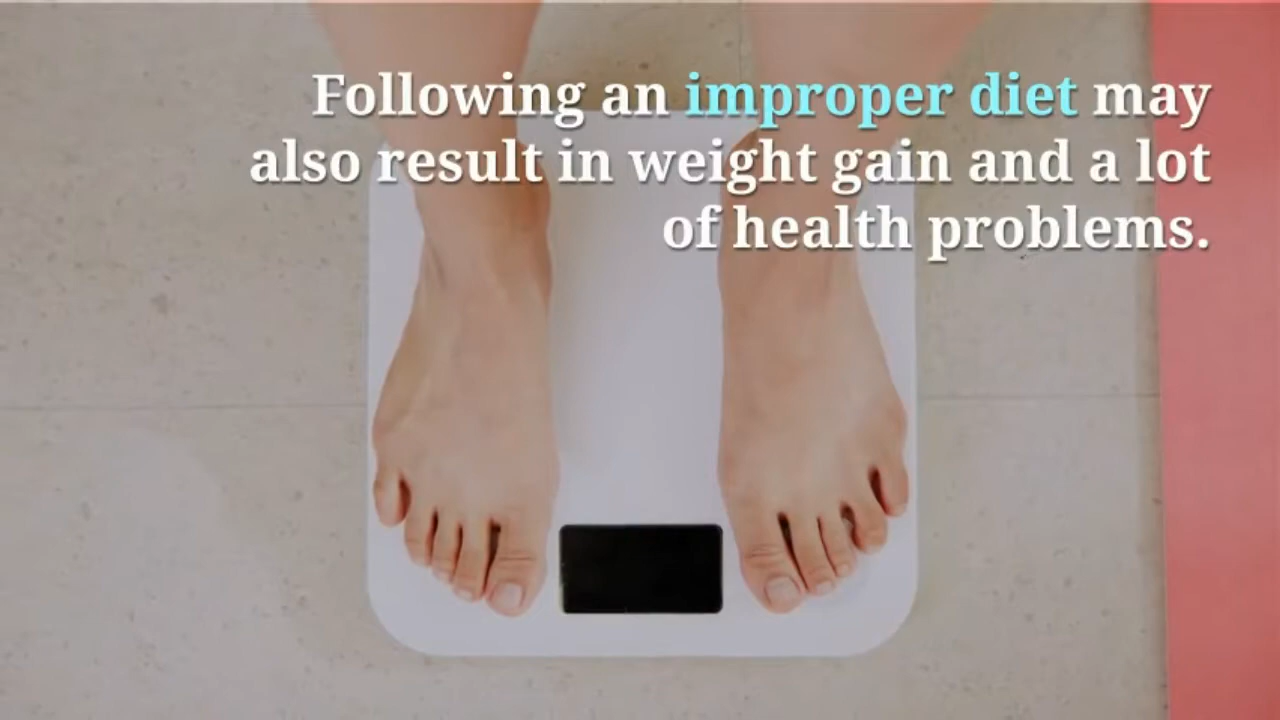 Following an improper diet may
also result in weight gain and a lot
of health problems.